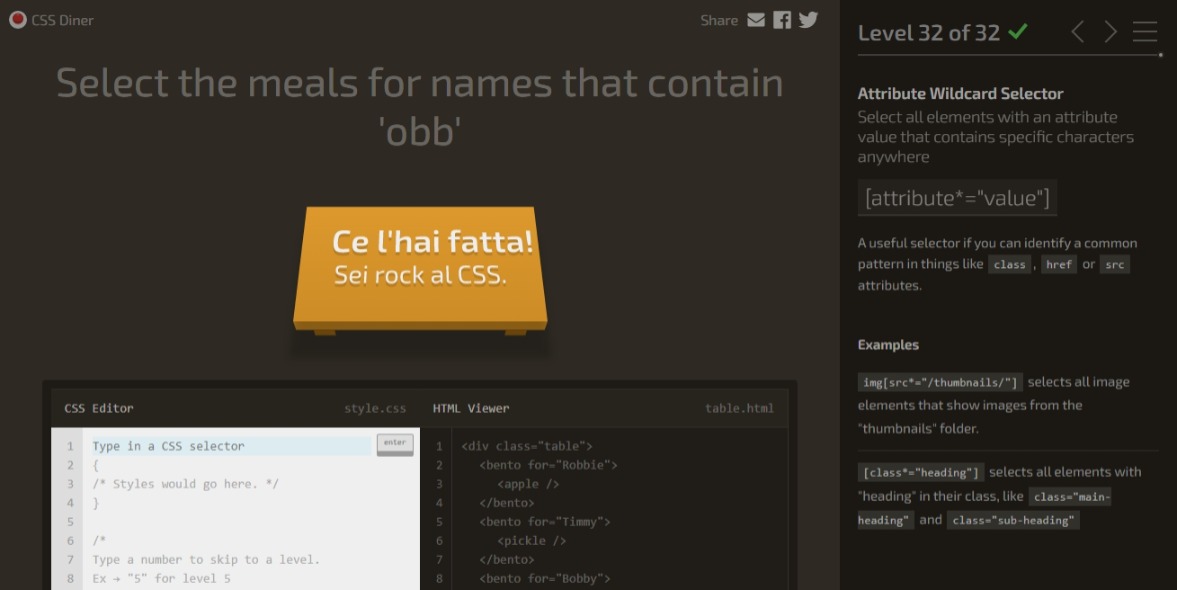 CSS Diner
Share
Select the meals for names that contain
'obb'
Ce l'hai fatta!
Sei rock al CSS.
CSS Editor style.css
1 Type in a CSS selector enter
2 {
3 /* Styles would go here. */
4 }
5
6 /*
7 Type a number to skip to a level.
8 Ex → "5" for level 5
HTML Viewer table.html
1 <div class="table">
2 <bento for="Robbie">
3 <apple />
4 </bento>
5 <bento for="Timmy">
6 <pickle />
7 </bento>
8 <bento for="Bobby">
Level 32 of 32
Attribute Wildcard Selector
Select all elements with an attribute
value that contains specific characters
anywhere
[attribute*="value"]
A useful selector if you can identify a common
pattern in things like class , href or src
attributes.
Examples
img[src*="/thumbnails/"] selects all image
elements that show images from the
"thumbnails" folder.
[class*="heading"] selects all elements with
"heading" in their class, like class="main-
heading" and class="sub-heading"